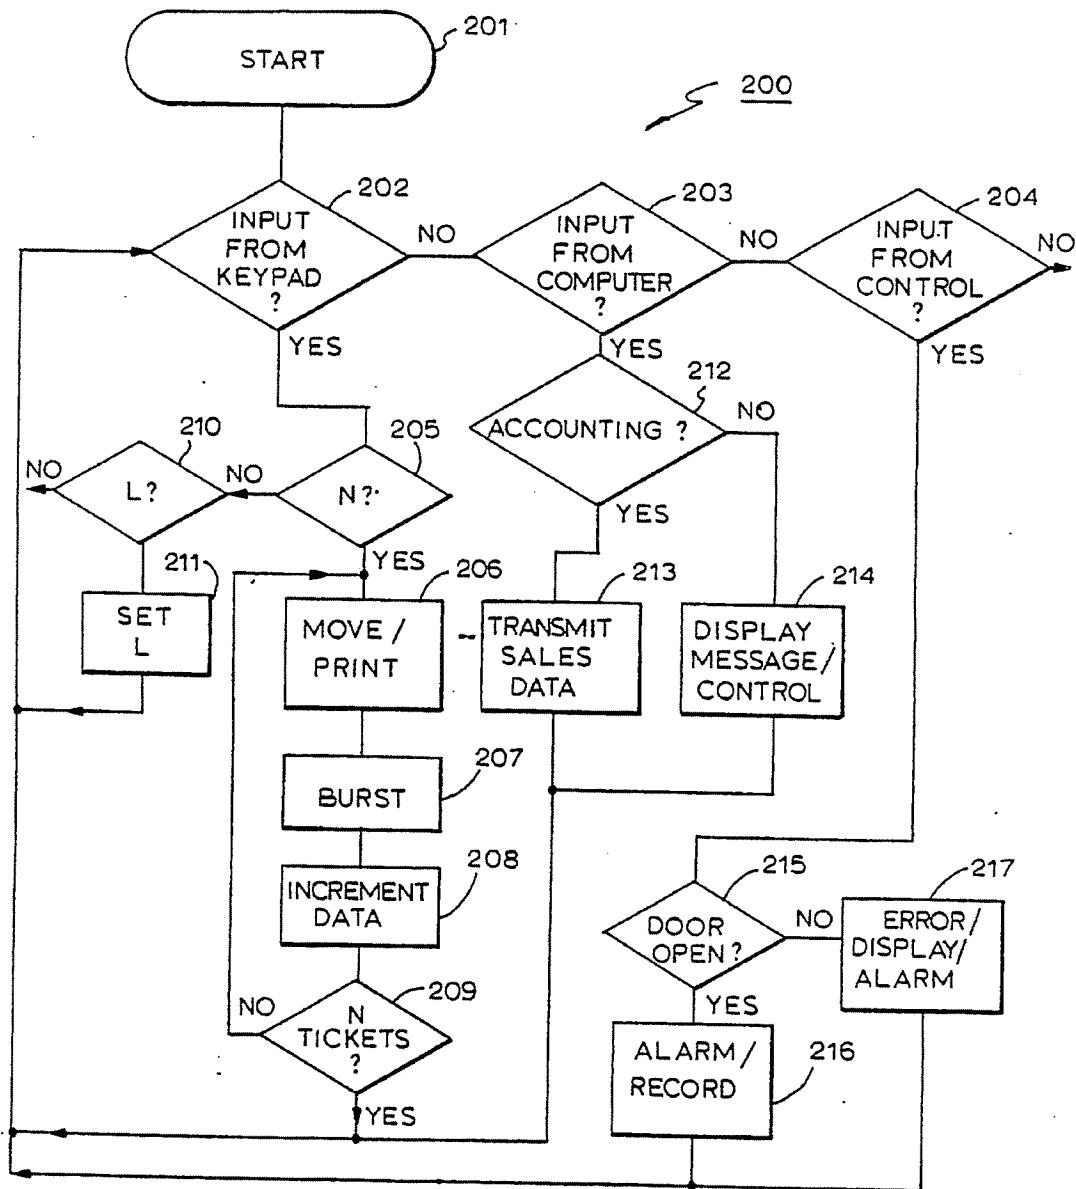 START
201
200
202
INPUT
FROM
KEYPAD
?
NO
YES
203
INPUT
FROM
COMPUTER
?
NO
YES
204
INPUT
FROM
CONTROL
?
NO
YES
212
ACCOUNTING ?
NO
YES
210
L?
NO
205
N?
NO
YES
211
SET
L
206
MOVE/
PRINT
213
TRANSMIT
SALES
DATA
214
DISPLAY
MESSAGE/
CONTROL
207
BURST
208
INCREMENT
DATA
209
N
TICKETS
?
NO
YES
215
DOOR
OPEN?
NO
YES
217
ERROR/
DISPLAY/
ALARM
216
ALARM/
RECORD